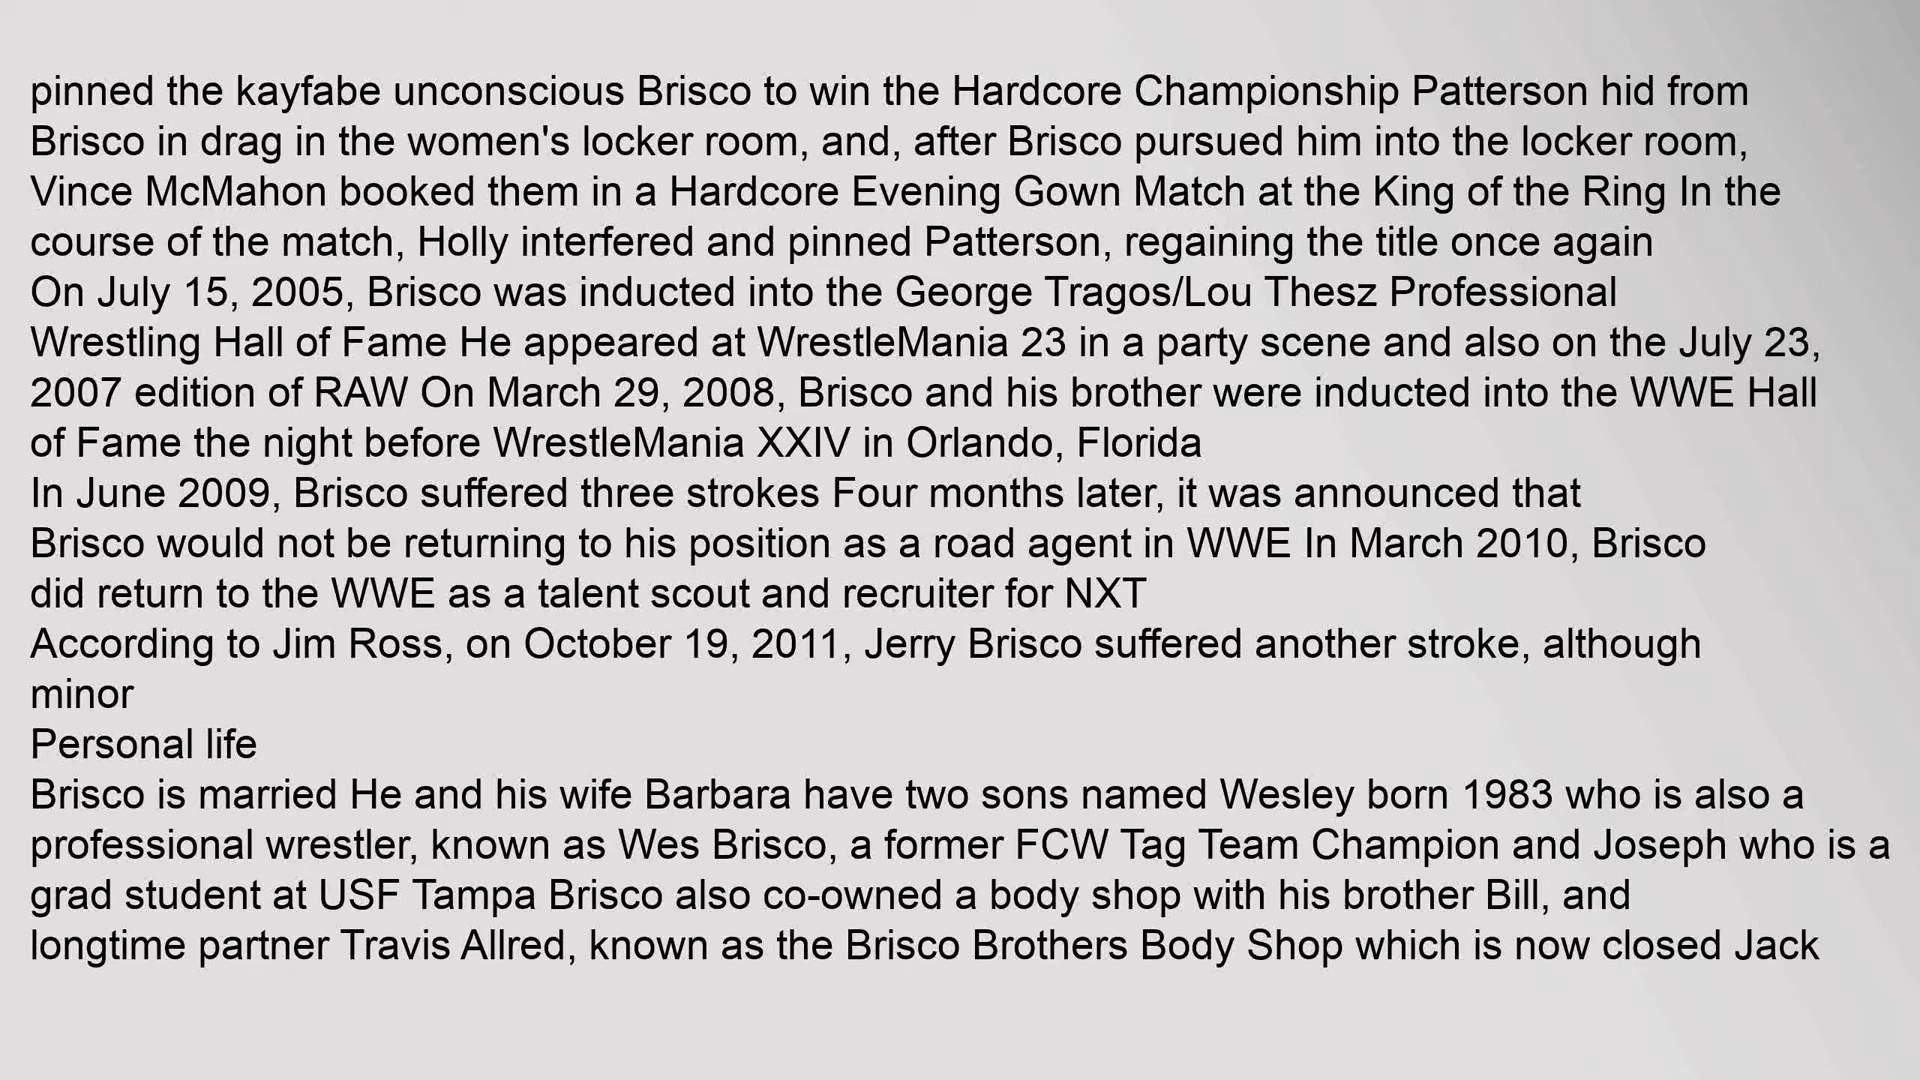 pinned the kayfabe unconscious Brisco to win the Hardcore Championship Patterson hid from
Brisco in drag in the women's locker room, and, after Brisco pursued him into the locker room,
Vince McMahon booked them in a Hardcore Evening Gown Match at the King of the Ring In the
course of the match, Holly interfered and pinned Patterson, regaining the title once again
On July 15, 2005, Brisco was inducted into the George Tragos/Lou Thesz Professional
Wrestling Hall of Fame He appeared at WrestleMania 23 in a party scene and also on the July 23,
2007 edition of RAW On March 29, 2008, Brisco and his brother were inducted into the WWE Hall
of Fame the night before WrestleMania XXIV in Orlando, Florida
In June 2009, Brisco suffered three strokes Four months later, it was announced that
Brisco would not be returning to his position as a road agent in WWE In March 2010, Brisco
did return to the WWE as a talent scout and recruiter for NXT
According to Jim Ross, on October 19, 2011, Jerry Brisco suffered another stroke, although
minor
Personal life
Brisco is married He and his wife Barbara have two sons named Wesley born 1983 who is also a
professional wrestler, known as Wes Brisco, a former FCW Tag Team Champion and Joseph who is a
grad student at USF Tampa Brisco also co-owned a body shop with his brother Bill, and
longtime partner Travis Allred, known as the Brisco Brothers Body Shop which is now closed Jack